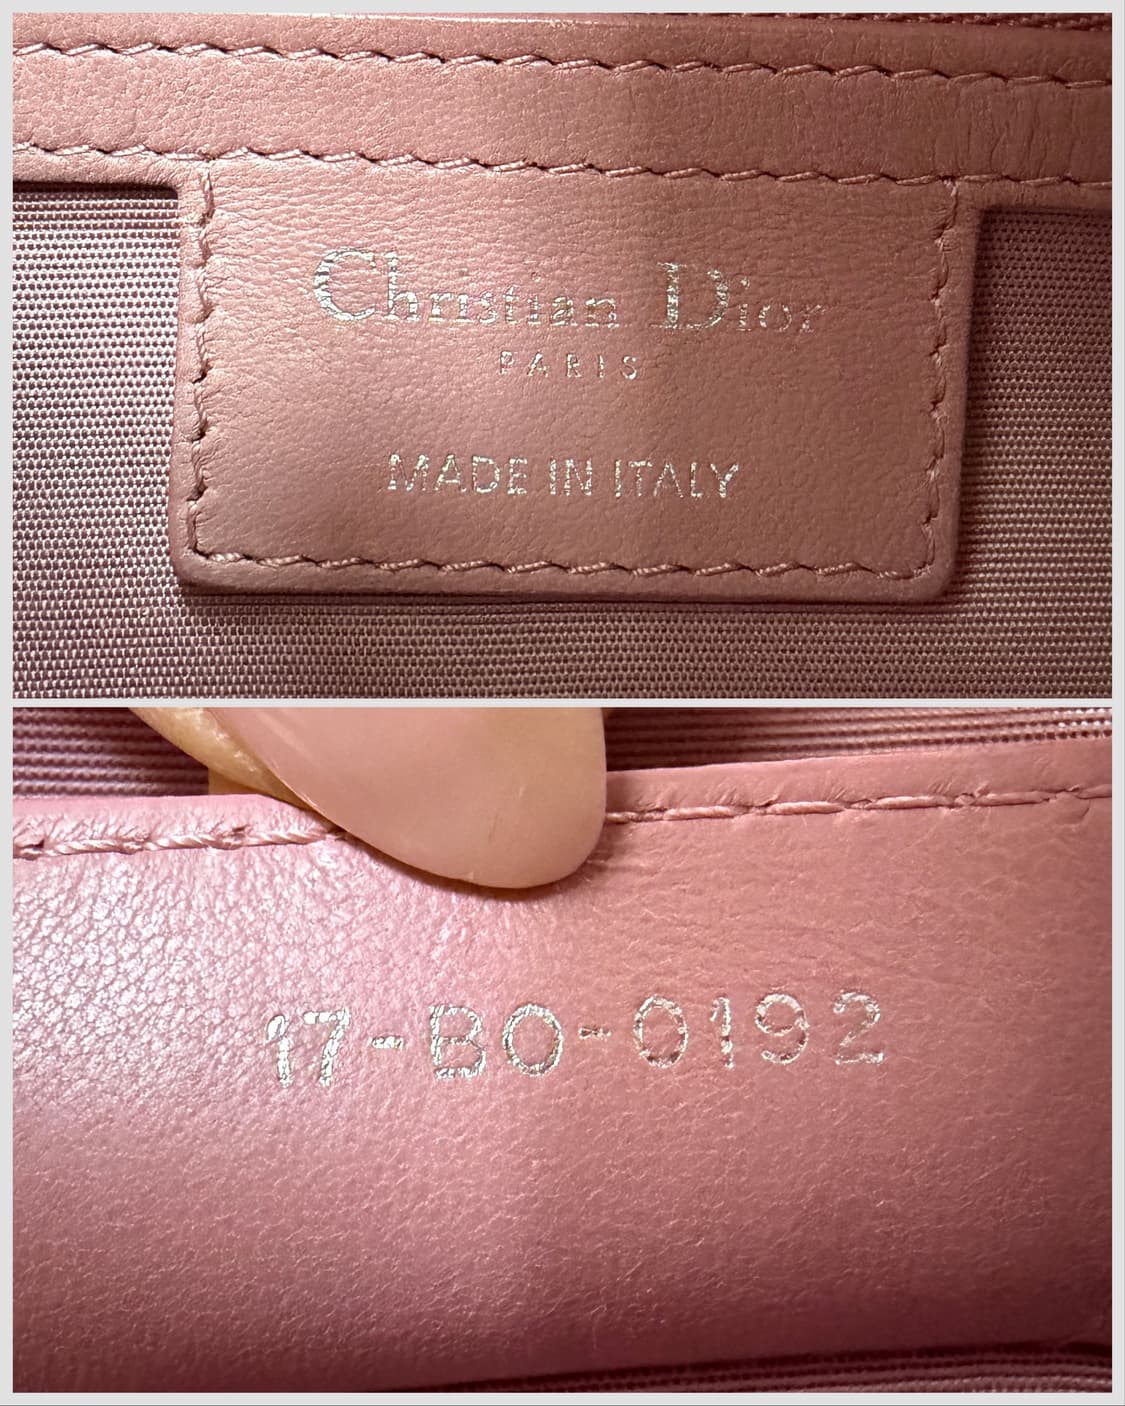 Christian Dior
PARIS
MADE IN ITALY
17-BO-0192